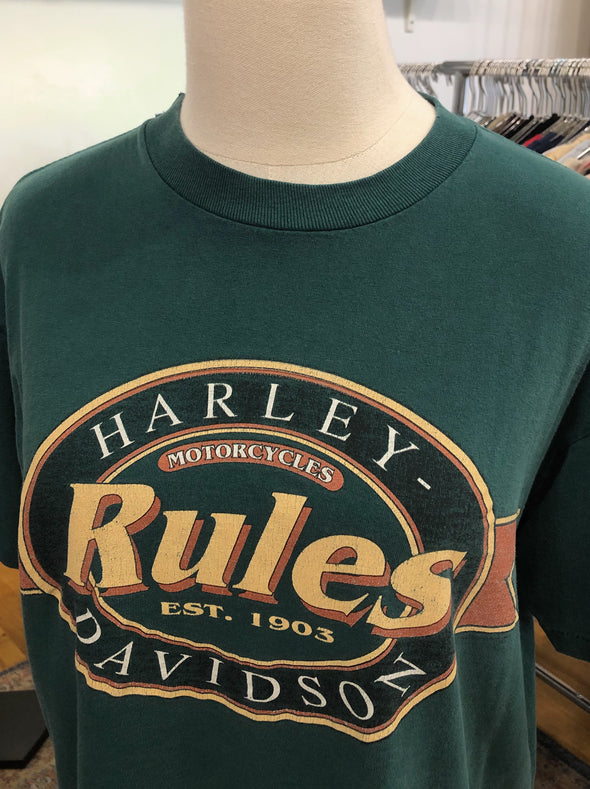 HARLEY-
MOTORCYCLES
Rules
EST. 1903
DAVIDSON